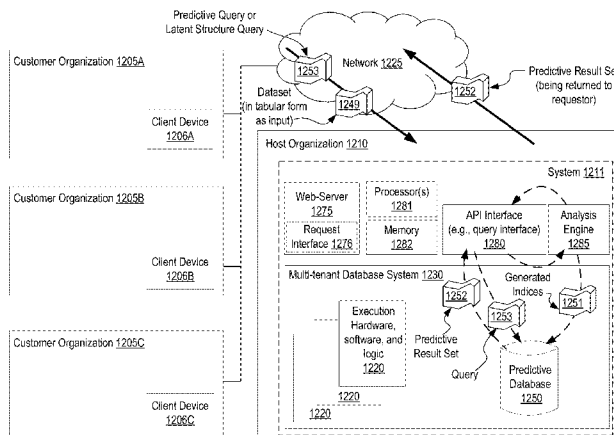 Predictive Query or
Latent Structure Query
1253
Network 1225
1252
Predictive Result Set
(being returned to
requestor)
Dataset
(in tabular form
as input)
1249
Customer Organization 1205A
Client Device
1206A
Customer Organization 1205B
Client Device
1206B
Customer Organization 1205C
Client Device
1206C
Host Organization 1210
System 1211
Web-Server
1275
Request
Interface 1276
Processor(s)
1281
Memory
1282
API Interface
(e.g., query interface)
1280
Analysis
Engine
1285
Multi-tenant Database System 1230
Generated
Indices
1252
1253
1251
Execution
Hardware,
software, and
logic
1220
1220
1220
Predictive
Result Set
Query
Predictive
Database
1250